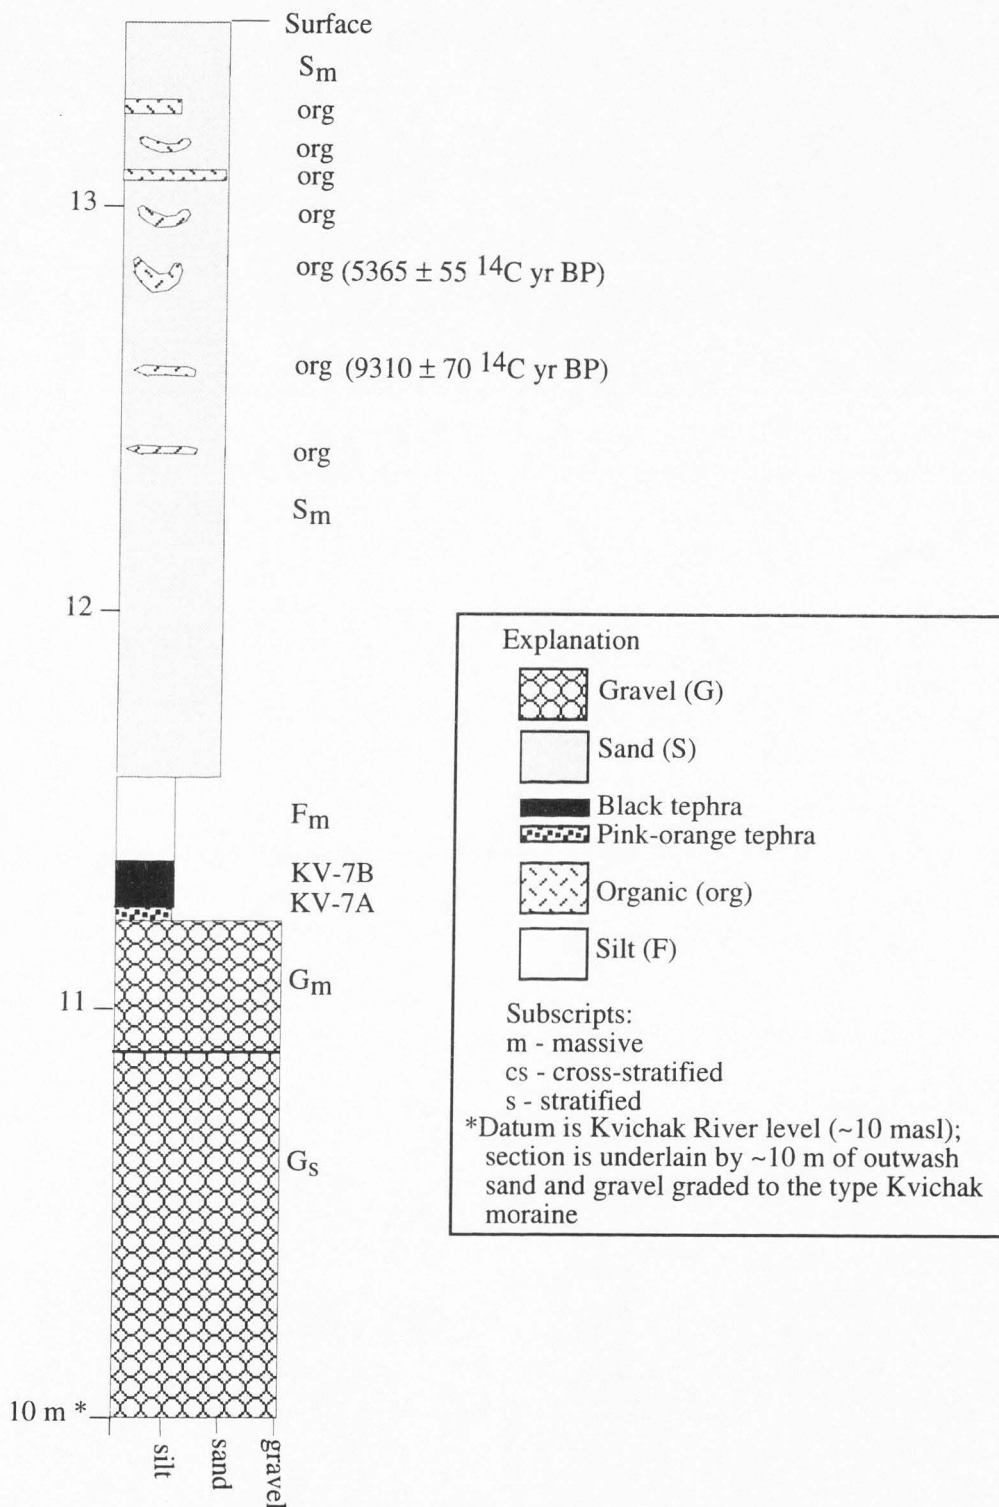 Surface
Sm
org
org
org
13
org
org (5365 ± 55 14C yr BP)
org (9310 ± 70 14C yr BP)
org
Sm
12
Fm
KV-7B
KV-7A
Gm
11
Gs
10 m *
silt
sand
gravel
Explanation
Gravel (G)
Sand (S)
Black tephra
Pink-orange tephra
Organic (org)
Silt (F)
Subscripts:
m - massive
cs - cross-stratified
s - stratified
*Datum is Kvichak River level (~10 masl);
section is underlain by ~10 m of outwash
sand and gravel graded to the type Kvichak
moraine